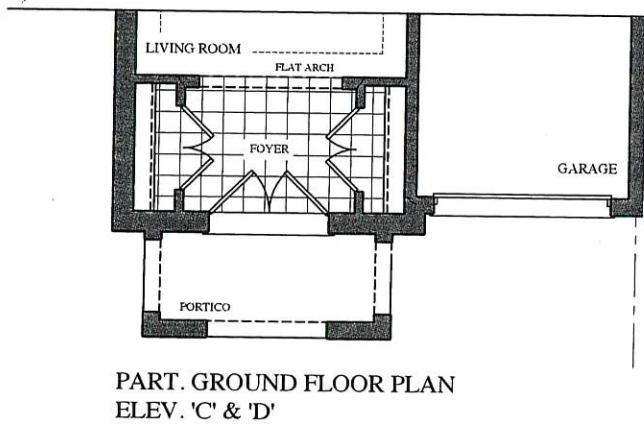 LIVING ROOM
FLAT ARCH
FOYER
GARAGE
PORTICO
PART. GROUND FLOOR PLAN
ELEV. 'C' & 'D'